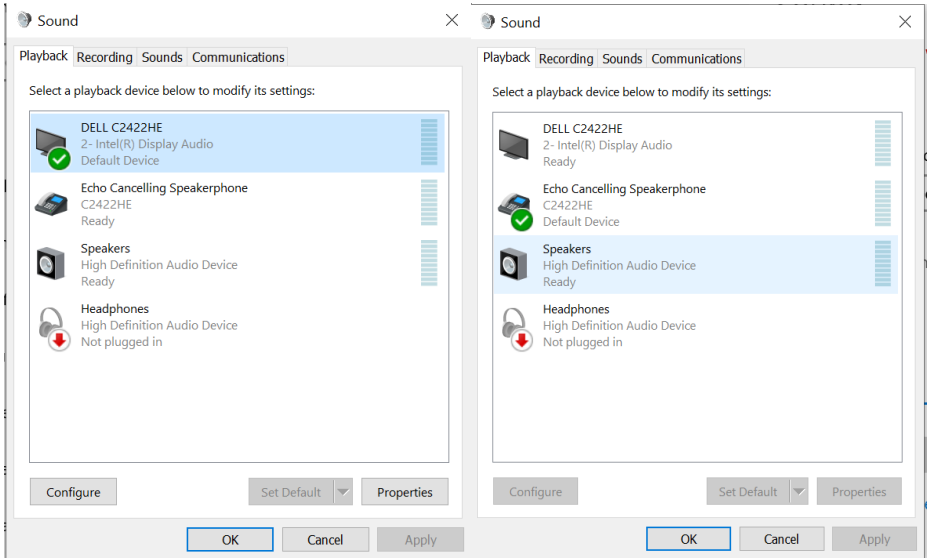 Sound
Playback Recording Sounds Communications
Select a playback device below to modify its settings:
DELL C2422HE
2- Intel(R) Display Audio
Default Device
Echo Cancelling Speakerphone
C2422HE
Ready
Speakers
High Definition Audio Device
Ready
Headphones
High Definition Audio Device
Not plugged in
Configure Set Default Properties
OK Cancel Apply
Sound
Playback Recording Sounds Communications
Select a playback device below to modify its settings:
DELL C2422HE
2- Intel(R) Display Audio
Ready
Echo Cancelling Speakerphone
C2422HE
Default Device
Speakers
High Definition Audio Device
Ready
Headphones
High Definition Audio Device
Not plugged in
Configure Set Default Properties
OK Cancel Apply